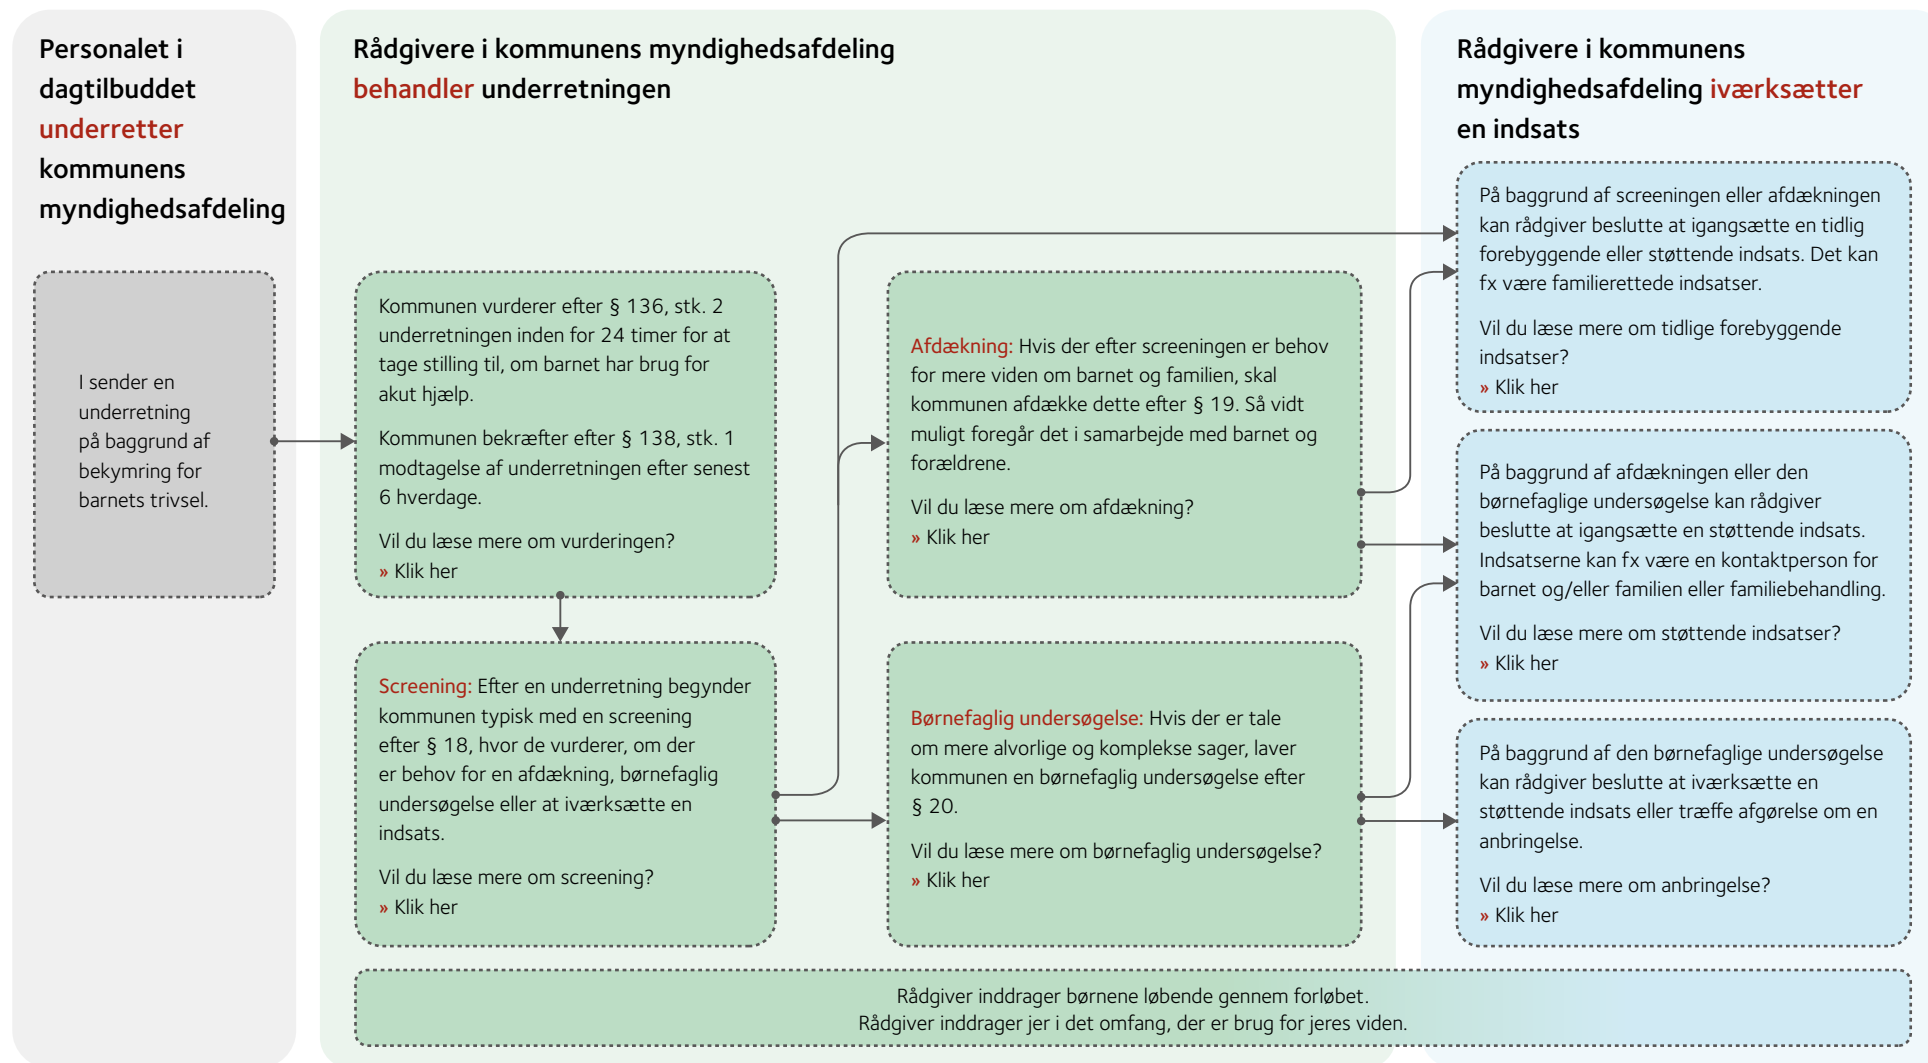 Personalet i
dagtilbuddet
underretter
kommunens
myndighedsafdeling
I sender en
underretning
på baggrund af
bekymring for
barnets trivsel.
Rådgivere i kommunens myndighedsafdeling
behandler underretningen
Kommunen vurderer efter § 136, stk. 2
underretningen inden for 24 timer for at
tage stilling til, om barnet har brug for
akut hjælp.
Kommunen bekræfter efter § 138, stk. 1
modtagelse af underretningen efter senest
6 hverdage.
Vil du læse mere om vurderingen?
» Klik her
Screening: Efter en underretning begynder
kommunen typisk med en screening
efter § 18, hvor de vurderer, om der
er behov for en afdækning, børnefaglig
undersøgelse eller at iværksætte en
indsats.
Vil du læse mere om screening?
» Klik her
Afdækning: Hvis der efter screeningen er behov
for mere viden om barnet og familien, skal
kommunen afdække dette efter § 19. Så vidt
muligt foregår det i samarbejde med barnet og
forældrene.
Vil du læse mere om afdækning?
» Klik her
Børnefaglig undersøgelse: Hvis der er tale
om mere alvorlige og komplekse sager, laver
kommunen en børnefaglig undersøgelse efter
§ 20.
Vil du læse mere om børnefaglig undersøgelse?
» Klik her
Rådgivere i kommunens
myndighedsafdeling iværksætter
en indsats
På baggrund af screeningen eller afdækningen
kan rådgiver beslutte at igangsætte en tidlig
forebyggende eller støttende indsats. Det kan
fx være familierettede indsatser.
Vil du læse mere om tidlige forebyggende
indsatser?
» Klik her
På baggrund af afdækningen eller den
børnefaglige undersøgelse kan rådgiver
beslutte at igangsætte en støttende indsats.
Indsatserne kan fx være en kontaktperson for
barnet og/eller familien eller familiebehandling.
Vil du læse mere om støttende indsatser?
» Klik her
På baggrund af den børnefaglige undersøgelse
kan rådgiver beslutte at iværksætte en
støttende indsats eller træffe afgørelse om en
anbringelse.
Vil du læse mere om anbringelse?
» Klik her
Rådgiver inddrager børnene løbende gennem forløbet.
Rådgiver inddrager jer i det omfang, der er brug for jeres viden.